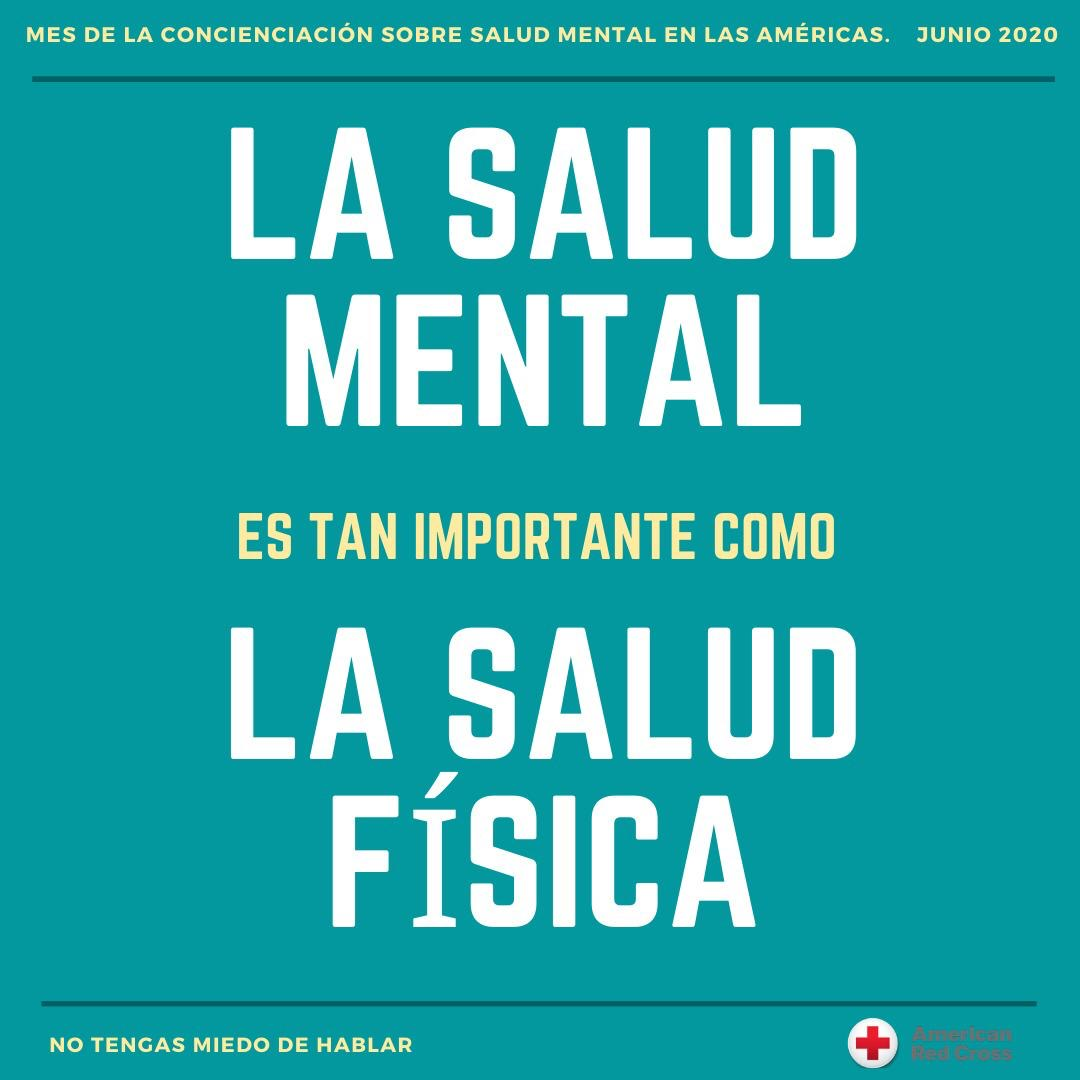 MES DE LA CONCIENCIACIÓN SOBRE SALUD MENTAL EN LAS AMÉRICAS. JUNIO 2020
LA SALUD
MENTAL
ES TAN IMPORTANTE COMO
LA SALUD
FÍSICA
NO TENGAS MIEDO DE HABLAR
American
Red Cross